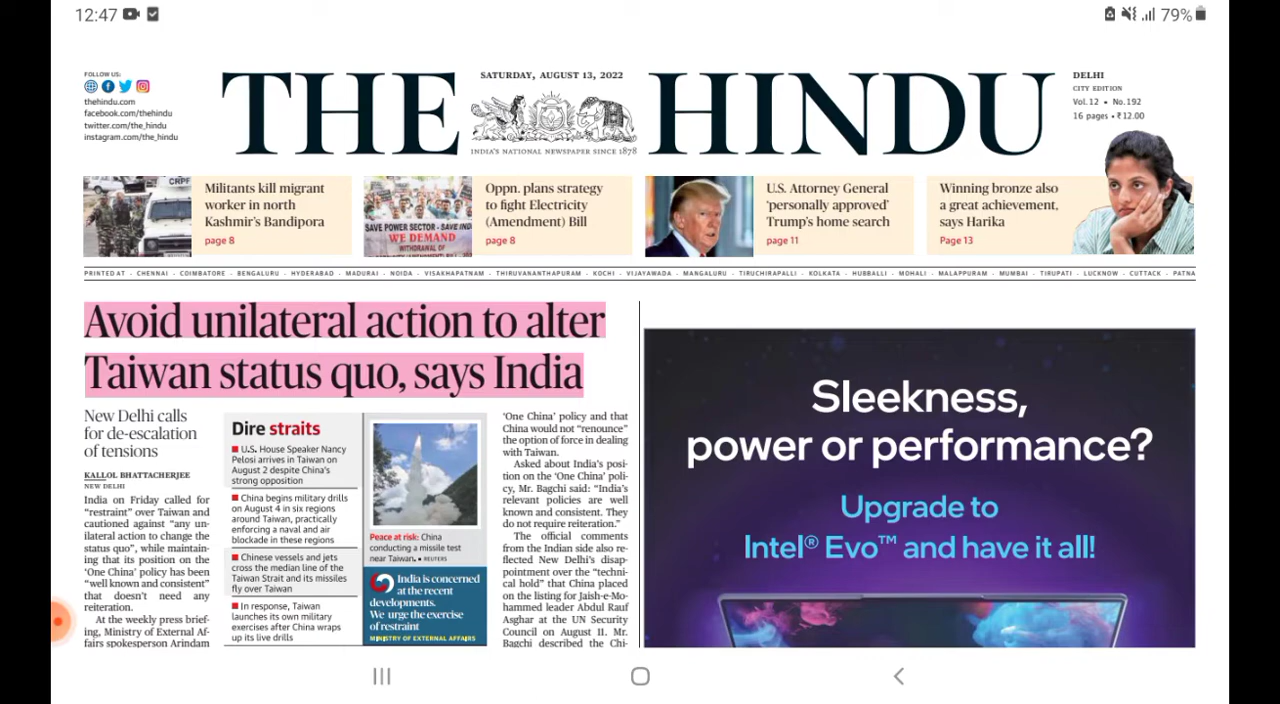 12:47
79%
FOLLOW US:
thehindu.com
facebook.com/thehindu
twitter.com/the_hindu
instagram.com/the_hindu
THE HINDU
SATURDAY, AUGUST 13, 2022
INDIA'S NATIONAL NEWSPAPER SINCE 1878
DELHI
CITY EDITION
Vol. 12 • No. 192
16 pages • ₹12.00
CRPF
Militants kill migrant
worker in north
Kashmir's Bandipora
page 8
SAVE POWER SECTOR - SAVE IND
WE DEMAND
WITHDRAWAL OF
Oppn. plans strategy
to fight Electricity
(Amendment) Bill
page 8
U.S. Attorney General
'personally approved'
Trump's home search
page 11
Winning bronze also
a great achievement,
says Harika
Page 13
PRINTED AT - CHENNAI - COIMBATORE - BENGALURU - HYDERABAD - MADURAI - NOIDA - VISAKHAPATNAM - THIRUVANANTHAPURAM - KOCHI - VIJAYAWADA - MANGALURU - TIRUCHIRAPALLI - KOLKATA - HUBBALLI - MOHALI - MALAPPURAM - MUMBAI - TIRUPATI - LUCKNOW - CUTTACK - PATNA
Avoid unilateral action to alter
Taiwan status quo, says India
New Delhi calls
for de-escalation
of tensions
KALLOL BHATTACHERJEE
NEW DELHI
India on Friday called for
"restraint" over Taiwan and
cautioned against "any un-
ilateral action to change the
status quo", while maintain-
ing that its position on the
'One China' policy has been
"well known and consistent"
that doesn't need any
reiteration.
At the weekly press brief-
ing, Ministry of External Af-
fairs spokesperson Arindam
Dire straits
U.S. House Speaker Nancy
Pelosi arrives in Taiwan on
August 2 despite China's
strong opposition
China begins military drills
on August 4 in six regions
around Taiwan, practically
enforcing a naval and air
blockade in these regions
Chinese vessels and jets
cross the median line of the
Taiwan Strait and its missiles
fly over Taiwan
In response, Taiwan
launches its own military
exercises after China wraps
up its live drills
Peace at risk: China
conducting a missile test
near Taiwan. • REUTERS
India is concerned
at the recent
developments.
We urge the exercise
of restraint
MINISTRY OF EXTERNAL AFFAIRS
'One China' policy and that
China would not "renounce"
the option of force in dealing
with Taiwan.
Asked about India's posi-
tion on the 'One China' poli-
cy, Mr. Bagchi said: "India's
relevant policies are well
known and consistent. They
do not require reiteration."
The official comments
from the Indian side also re-
flected New Delhi's disap-
pointment over the "techni-
cal hold" that China placed
on the listing for Jaish-e-Mo-
hammed leader Abdul Rauf
Asghar at the UN Security
Council on August 11. Mr.
Bagchi described the Chi-
Sleekness,
power or performance?
Upgrade to
Intel® Evo™ and have it all!